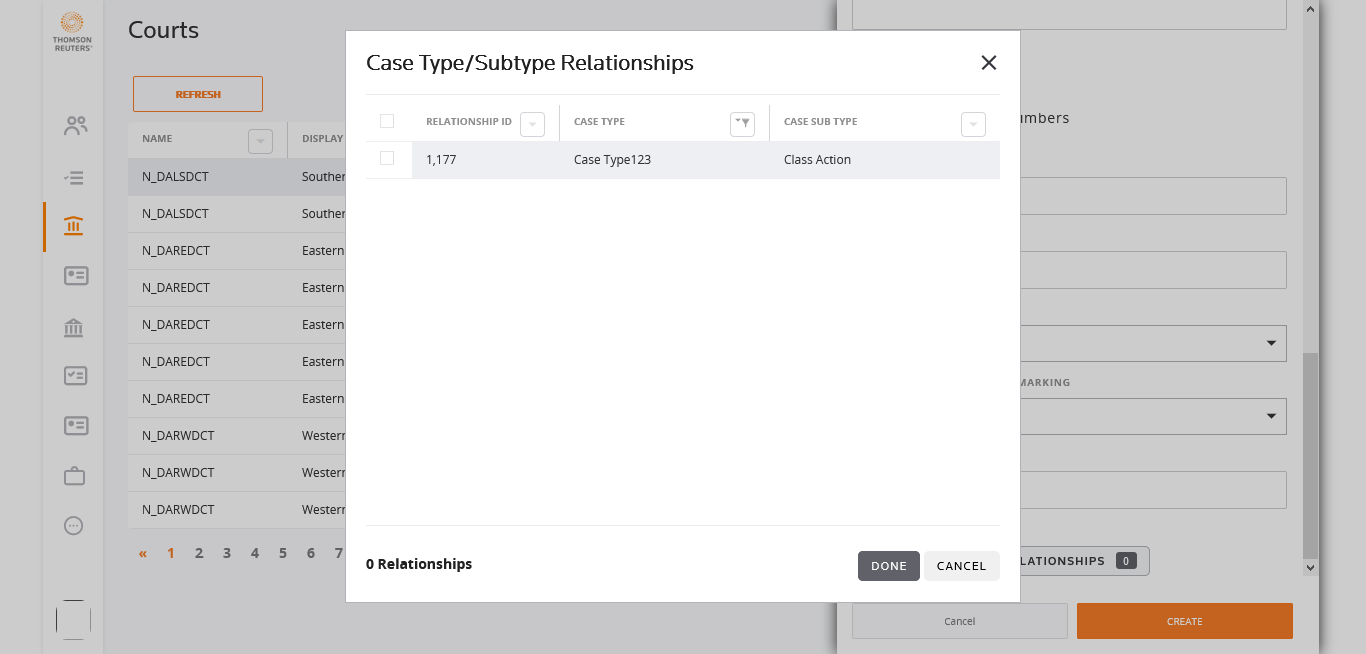 THOMSON
REUTERS
Courts
REFRESH
NAME
DISPLAY
N_DALSDCT
Souther
N_DALSDCT
Souther
N_DAREDCT
Eastern
N_DAREDCT
Eastern
N_DAREDCT
Eastern
N_DAREDCT
Eastern
N_DAREDCT
Eastern
N_DARWDCT
Western
N_DARWDCT
Western
N_DARWDCT
Western
« 1 2 3 4 5 6 7
Case Type/Subtype Relationships
RELATIONSHIP ID
CASE TYPE
CASE SUB TYPE
1,177
Case Type123
Class Action
0 Relationships
DONE
CANCEL
umbers
MARKING
LATIONSHIPS 0
Cancel
CREATE